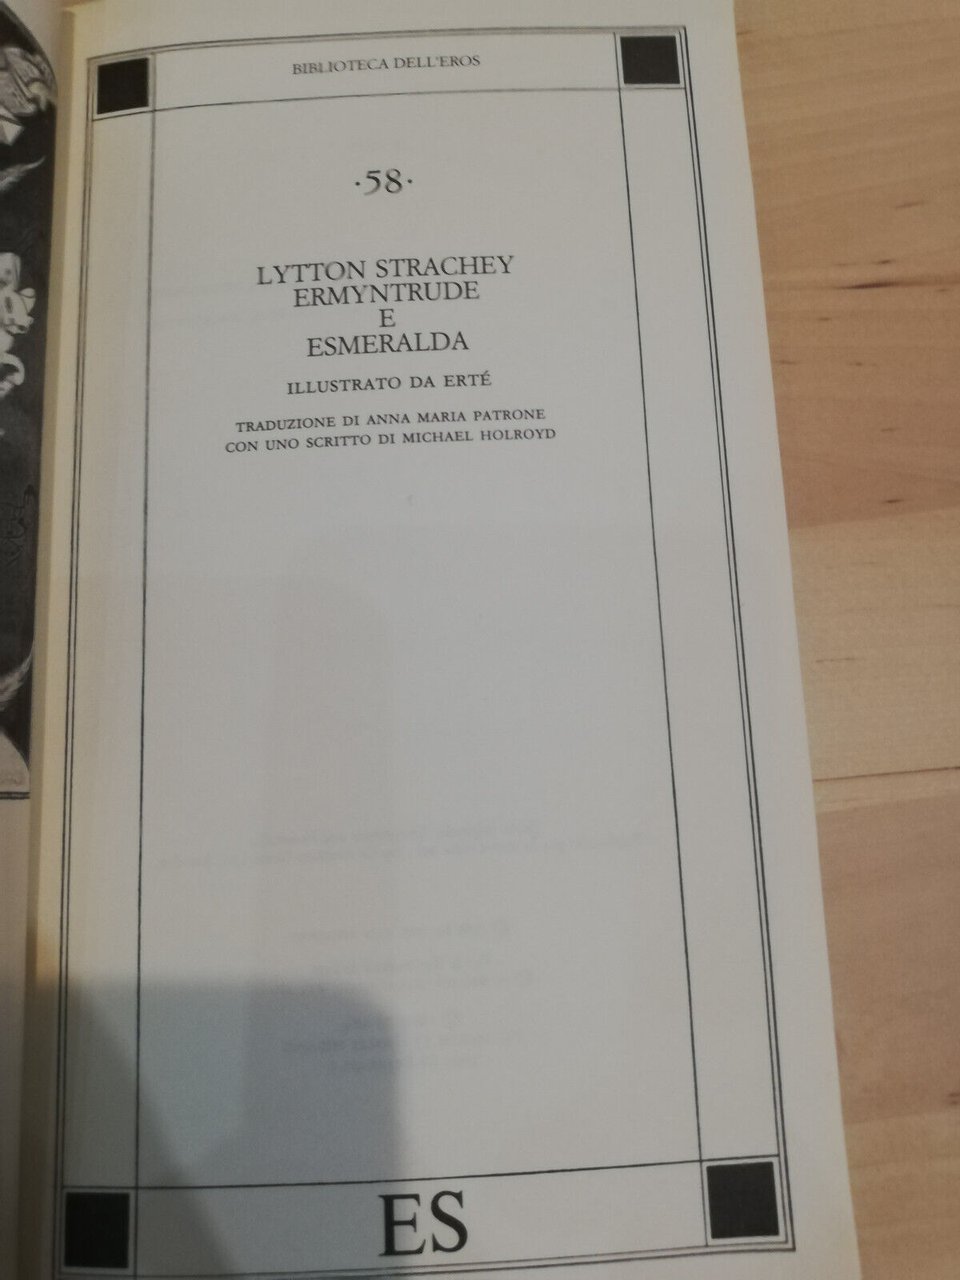 BIBLIOTECA DELL'EROS
·58·
LYTTON STRACHEY
ERMYNTRUDE
E
ESMERALDA
ILLUSTRATO DA ERTÉ
TRADUZIONE DI ANNA MARIA PATRONE
CON UNO SCRITTO DI MICHAEL HOLROYD
ES